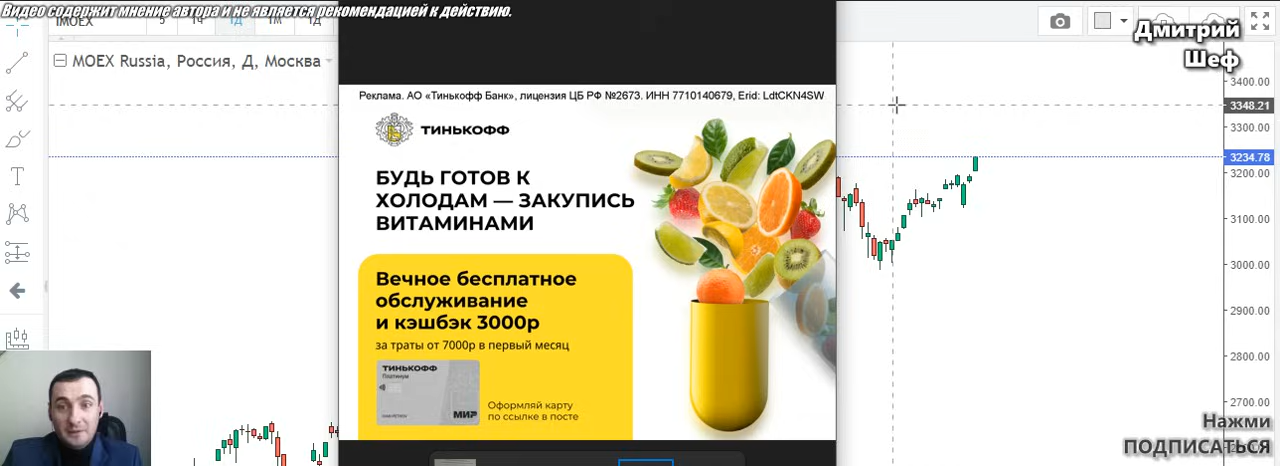 Видео содержит мнение автора и не является рекомендацией к действию.
IMOEX
5
1ч
1Д
1М
1Д
MOEX Russia, Россия, Д, Москва
Дмитрий
Шеф
Реклама. АО «Тинькофф Банк», лицензия ЦБ РФ №2673. ИНН 7710140679, Erid: LdtCKN4SW
ТИНЬКОФФ
БУДЬ ГОТОВ К
ХОЛОДАМ — ЗАКУПИСЬ
ВИТАМИНАМИ
Вечное бесплатное
обслуживание
и кэшбэк 3000р
за траты от 7000р в первый месяц
ТИНЬКОФФ
Платинум
МИР
Оформляй карту
по ссылке в посте
3400.00
3348.21
3300.00
3234.78
3200.00
3100.00
3000.00
2900.00
2800.00
2700.00
Нажми
ПОДПИСАТЬСЯ